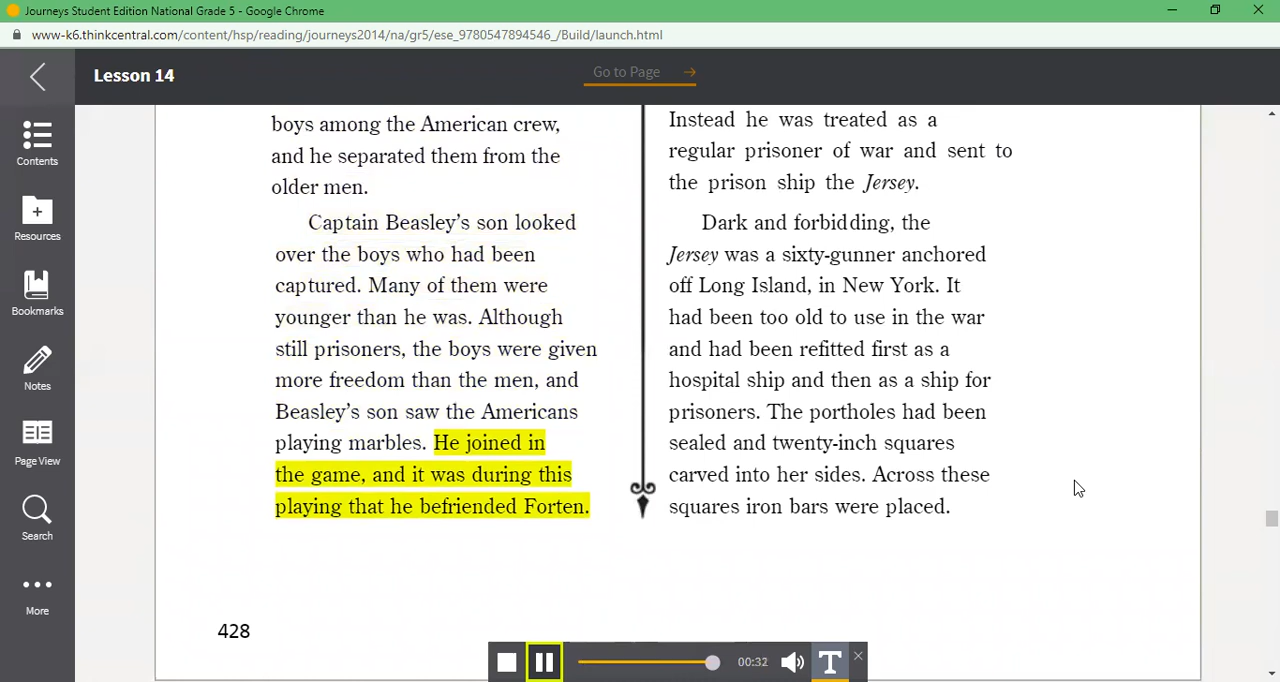 Journeys Student Edition National Grade 5 - Google Chrome
www-k6.thinkcentral.com/content/hsp/reading/journeys2014/na/gr5/ese_9780547894546_/Build/launch.html
Lesson 14
Go to Page
Contents
Resources
Bookmarks
Notes
Page View
Search
More
boys among the American crew,
and he separated them from the
older men.
Captain Beasley's son looked
over the boys who had been
captured. Many of them were
younger than he was. Although
still prisoners, the boys were given
more freedom than the men, and
Beasley's son saw the Americans
playing marbles. He joined in
the game, and it was during this
playing that he befriended Forten.
Instead he was treated as a
regular prisoner of war and sent to
the prison ship the Jersey.
Dark and forbidding, the
Jersey was a sixty-gunner anchored
off Long Island, in New York. It
had been too old to use in the war
and had been refitted first as a
hospital ship and then as a ship for
prisoners. The portholes had been
sealed and twenty-inch squares
carved into her sides. Across these
squares iron bars were placed.
428
00:32
T